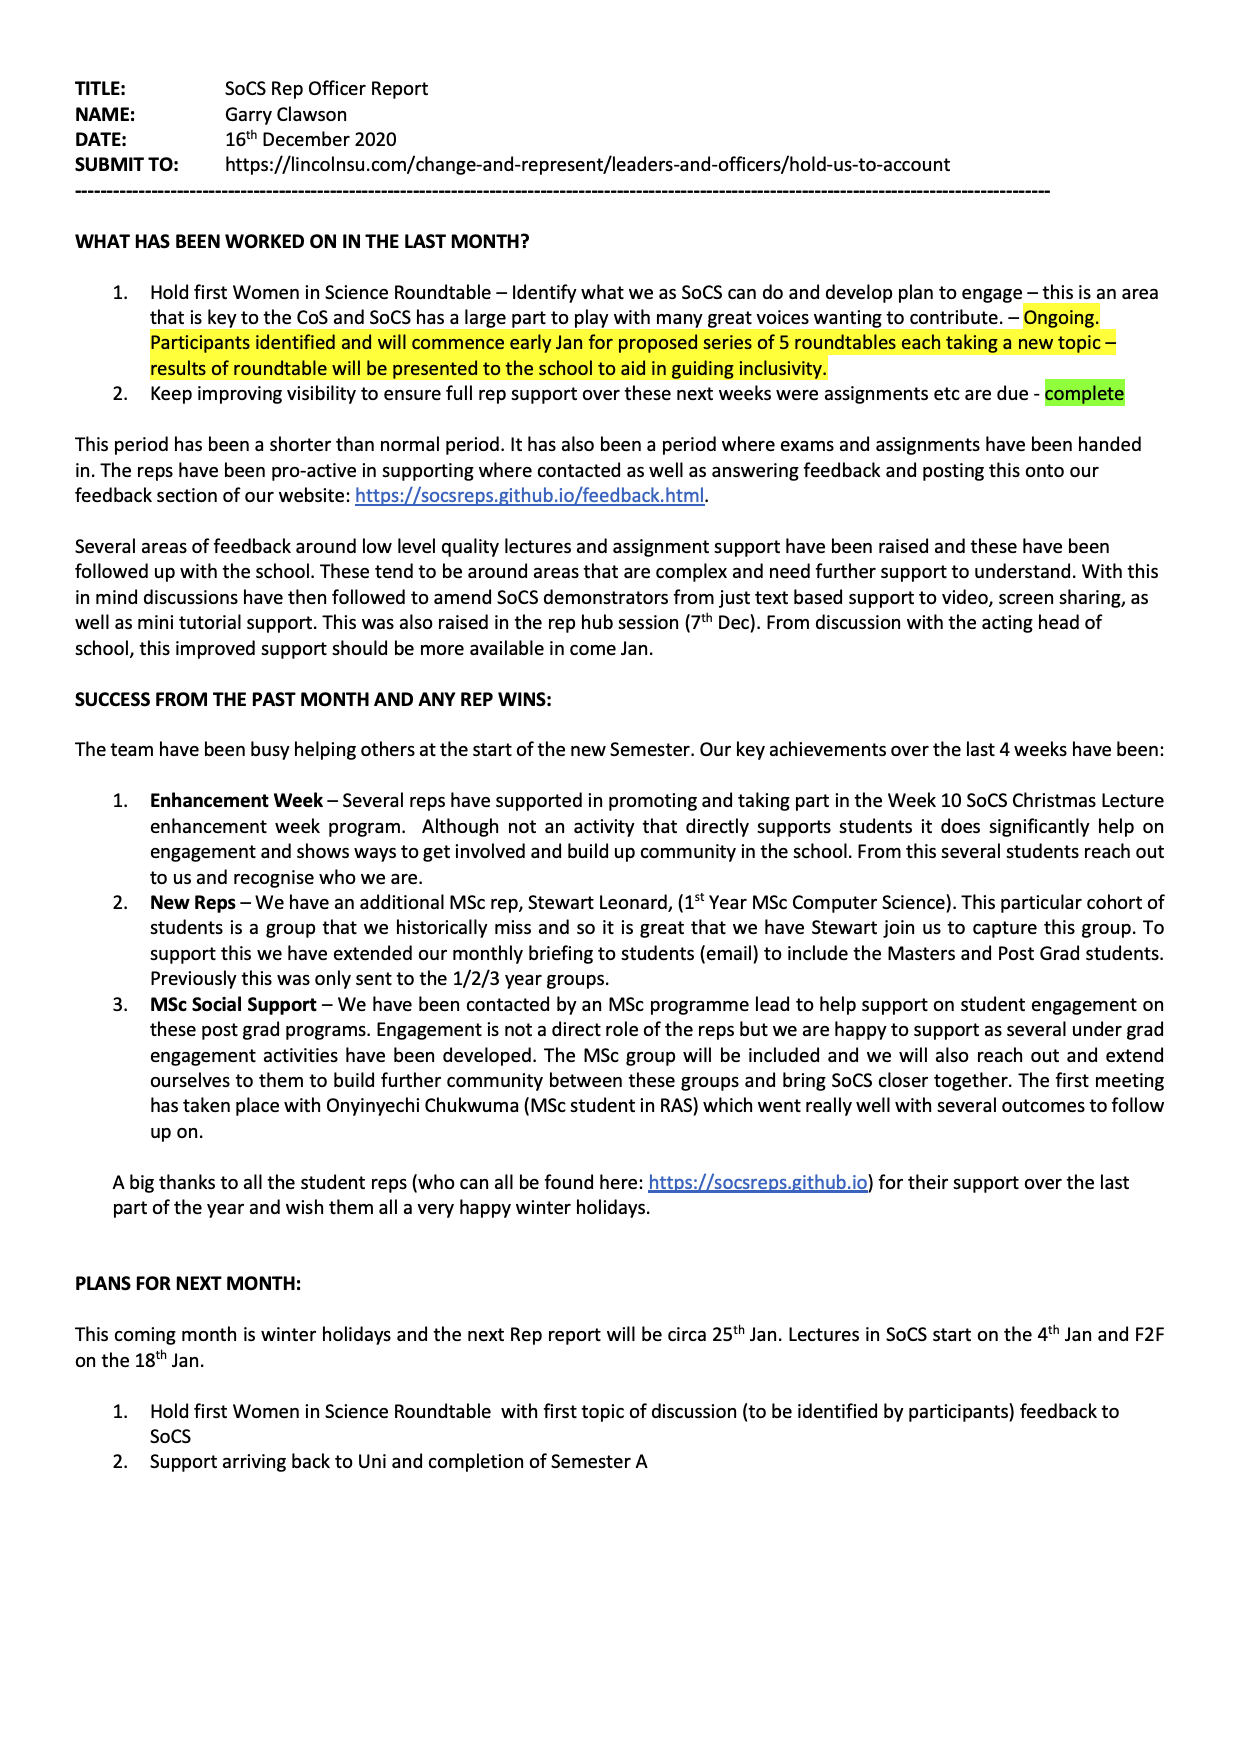 TITLE: SoCS Rep Officer Report
NAME: Garry Clawson
DATE: 16th December 2020
SUBMIT TO: https://lincolnsu.com/change-and-represent/leaders-and-officers/hold-us-to-account
------------------------------------------------------------------------------------------------------------------------------------------------------------------
WHAT HAS BEEN WORKED ON IN THE LAST MONTH?
1. Hold first Women in Science Roundtable – Identify what we as SoCS can do and develop plan to engage – this is an area
that is key to the CoS and SoCS has a large part to play with many great voices wanting to contribute. – Ongoing.
Participants identified and will commence early Jan for proposed series of 5 roundtables each taking a new topic –
results of roundtable will be presented to the school to aid in guiding inclusivity.
2. Keep improving visibility to ensure full rep support over these next weeks were assignments etc are due - complete
This period has been a shorter than normal period. It has also been a period where exams and assignments have been handed
in. The reps have been pro-active in supporting where contacted as well as answering feedback and posting this onto our
feedback section of our website: https://socsreps.github.io/feedback.html.
Several areas of feedback around low level quality lectures and assignment support have been raised and these have been
followed up with the school. These tend to be around areas that are complex and need further support to understand. With this
in mind discussions have then followed to amend SoCS demonstrators from just text based support to video, screen sharing, as
well as mini tutorial support. This was also raised in the rep hub session (7th Dec). From discussion with the acting head of
school, this improved support should be more available in come Jan.
SUCCESS FROM THE PAST MONTH AND ANY REP WINS:
The team have been busy helping others at the start of the new Semester. Our key achievements over the last 4 weeks have been:
1. Enhancement Week – Several reps have supported in promoting and taking part in the Week 10 SoCS Christmas Lecture
enhancement week program. Although not an activity that directly supports students it does significantly help on
engagement and shows ways to get involved and build up community in the school. From this several students reach out
to us and recognise who we are.
2. New Reps – We have an additional MSc rep, Stewart Leonard, (1st Year MSc Computer Science). This particular cohort of
students is a group that we historically miss and so it is great that we have Stewart join us to capture this group. To
support this we have extended our monthly briefing to students (email) to include the Masters and Post Grad students.
Previously this was only sent to the 1/2/3 year groups.
3. MSc Social Support – We have been contacted by an MSc programme lead to help support on student engagement on
these post grad programs. Engagement is not a direct role of the reps but we are happy to support as several under grad
engagement activities have been developed. The MSc group will be included and we will also reach out and extend
ourselves to them to build further community between these groups and bring SoCS closer together. The first meeting
has taken place with Onyinyechi Chukwuma (MSc student in RAS) which went really well with several outcomes to follow
up on.
A big thanks to all the student reps (who can all be found here: https://socsreps.github.io) for their support over the last
part of the year and wish them all a very happy winter holidays.
PLANS FOR NEXT MONTH:
This coming month is winter holidays and the next Rep report will be circa 25th Jan. Lectures in SoCS start on the 4th Jan and F2F
on the 18th Jan.
1. Hold first Women in Science Roundtable with first topic of discussion (to be identified by participants) feedback to
SoCS
2. Support arriving back to Uni and completion of Semester A